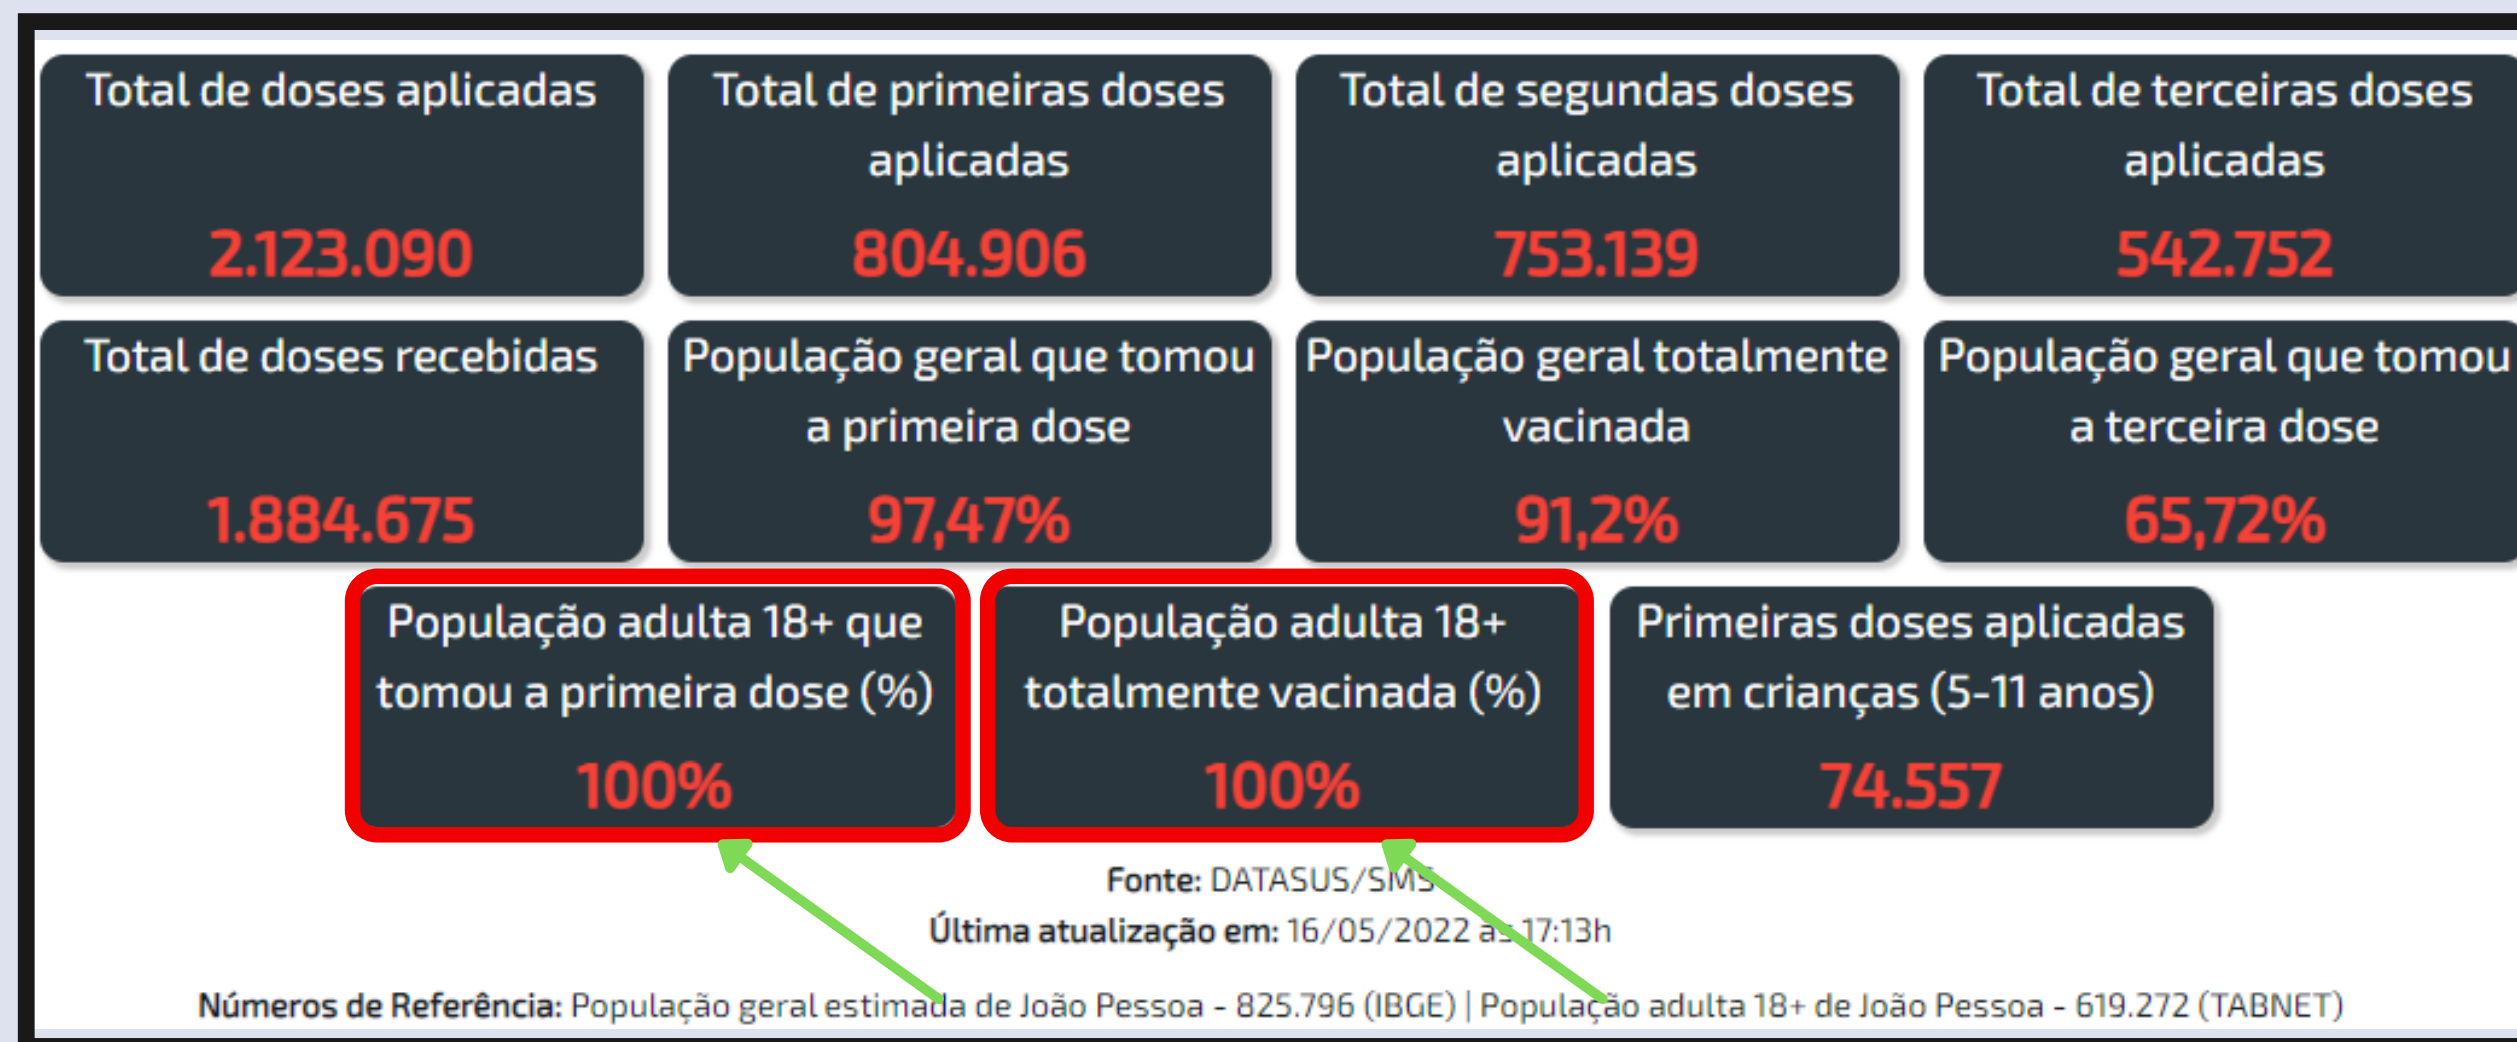 Total de doses aplicadas
2.123.090
Total de primeiras doses
aplicadas
804.906
Total de segundas doses
aplicadas
753.139
Total de terceiras doses
aplicadas
542.752
Total de doses recebidas
1.884.675
População geral que tomou
a primeira dose
97,47%
População geral totalmente
vacinada
91,2%
População geral que tomou
a terceira dose
65,72%
População adulta 18+ que
tomou a primeira dose (%)
100%
População adulta 18+
totalmente vacinada (%)
100%
Primeiras doses aplicadas
em crianças (5-11 anos)
74.557
Fonte: DATASUS/SMS
Última atualização em: 16/05/2022 às 17:13h
Números de Referência: População geral estimada de João Pessoa - 825.796 (IBGE) | População adulta 18+ de João Pessoa - 619.272 (TABNET)